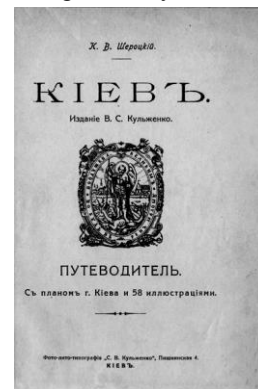 К. В. Шероцкій.
КІЕВЪ.
Изданіе В. С. Кульженко.
ПУТЕВОДИТЕЛЬ.
Съ планомъ г. Кіева и 58 иллюстраціями.
Фото-лито-типографія „С. В. Кульженко“, Пушкинская 4.
КІЕВЪ.